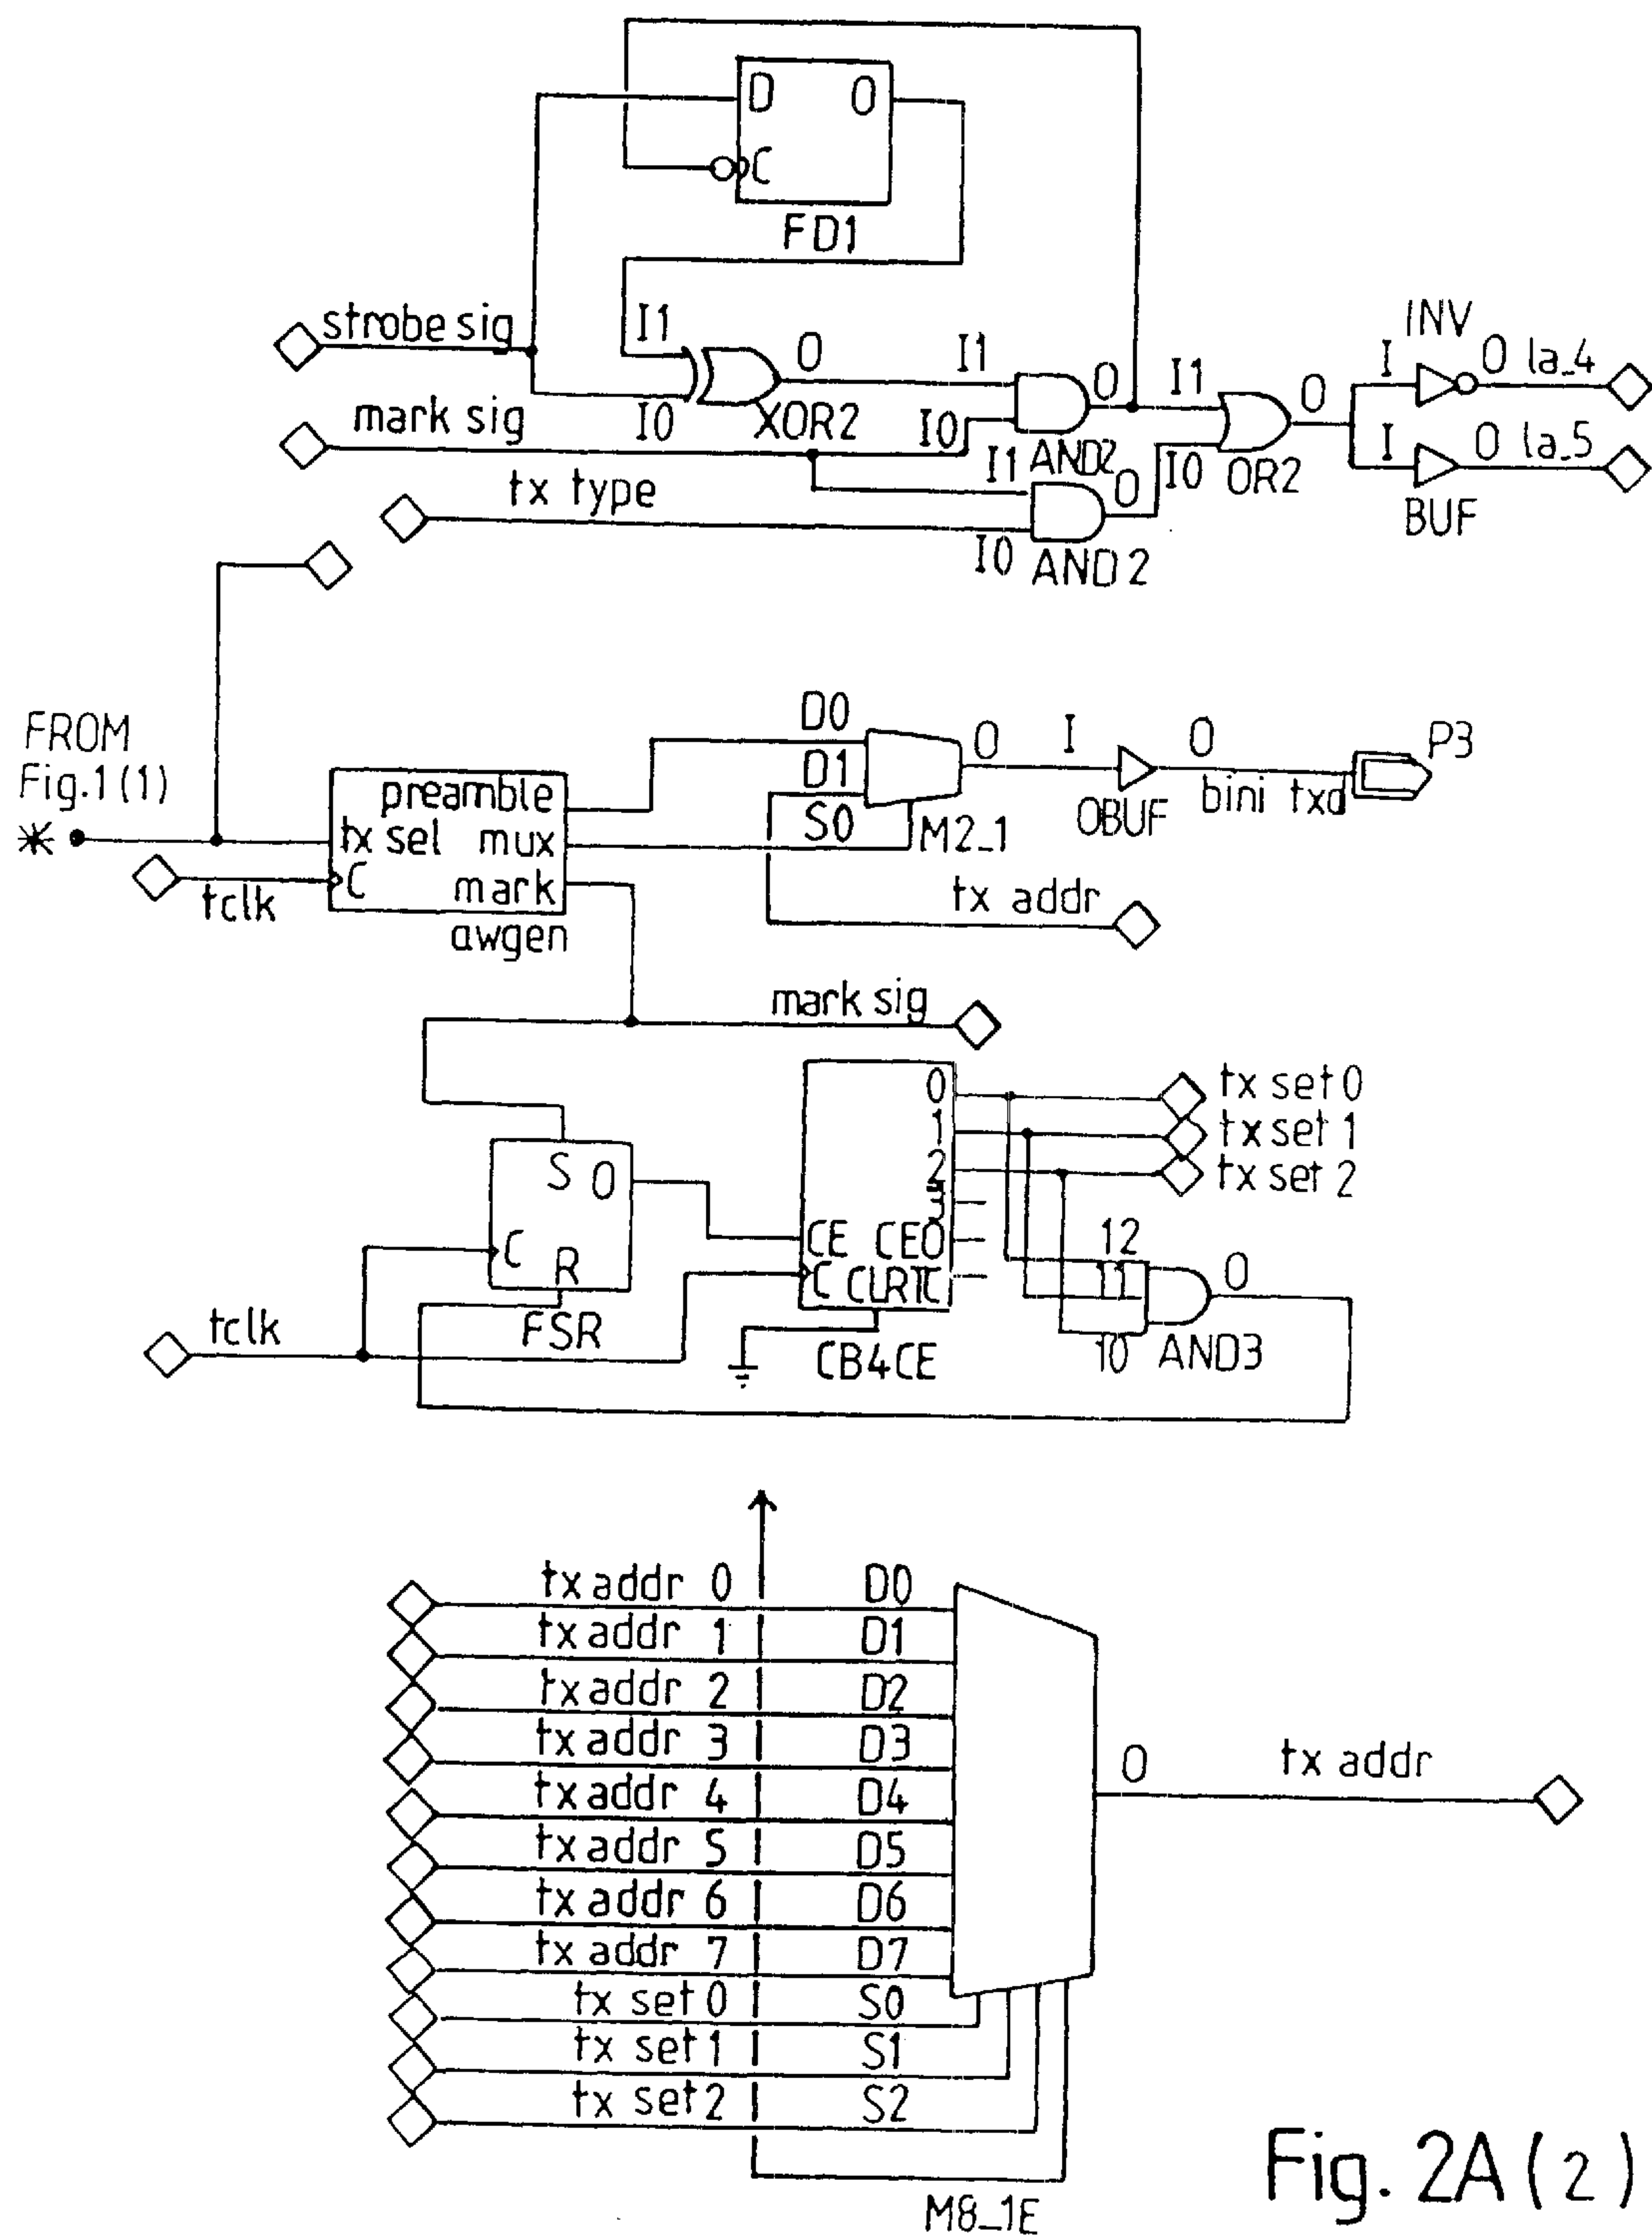 D O
C
FD1
strobe sig
I1
O
I1
O
I1
O
INV
I
O la_4
mark sig
I0
XOR2
I0
AND2
I0
OR2
I
O la_5
BUF
tx type
I1
O
I0
AND2
FROM
Fig.1(1)
*
preamble
tx sel mux
C mark
tclk
awgen
D0
D1
S0
M2_1
O
I
OBUF
O
bini txd
P3
tx addr
mark sig
S O
C
R
FSR
tclk
0
1
2
3
CE CEO
C CLR TC
CB4CE
tx set 0
tx set 1
tx set 2
12
11
10
O
AND3
tx addr 0 D0
tx addr 1 D1
tx addr 2 D2
tx addr 3 D3
tx addr 4 D4
tx addr S D5
tx addr 6 D6
tx addr 7 D7
tx set 0 S0
tx set 1 S1
tx set 2 S2
O tx addr
M8_1E
Fig. 2A (2)